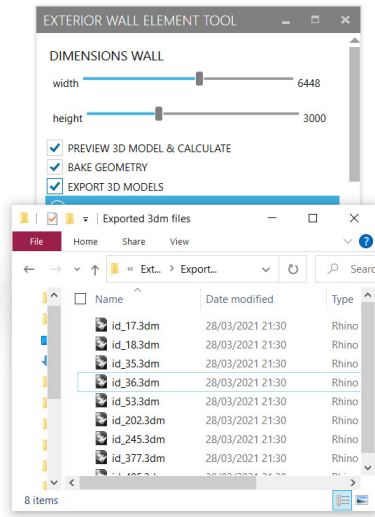 EXTERIOR WALL ELEMENT TOOL
DIMENSIONS WALL
width 6448
height 3000
PREVIEW 3D MODEL & CALCULATE
BAKE GEOMETRY
EXPORT 3D MODELS
Exported 3dm files
File Home Share View
« Ext... > Export...
Name Date modified Type
id_17.3dm 28/03/2021 21:30 Rhino
id_18.3dm 28/03/2021 21:30 Rhino
id_35.3dm 28/03/2021 21:30 Rhino
id_36.3dm 28/03/2021 21:30 Rhino
id_53.3dm 28/03/2021 21:30 Rhino
id_202.3dm 28/03/2021 21:30 Rhino
id_245.3dm 28/03/2021 21:30 Rhino
id_377.3dm 28/03/2021 21:30 Rhino
8 items